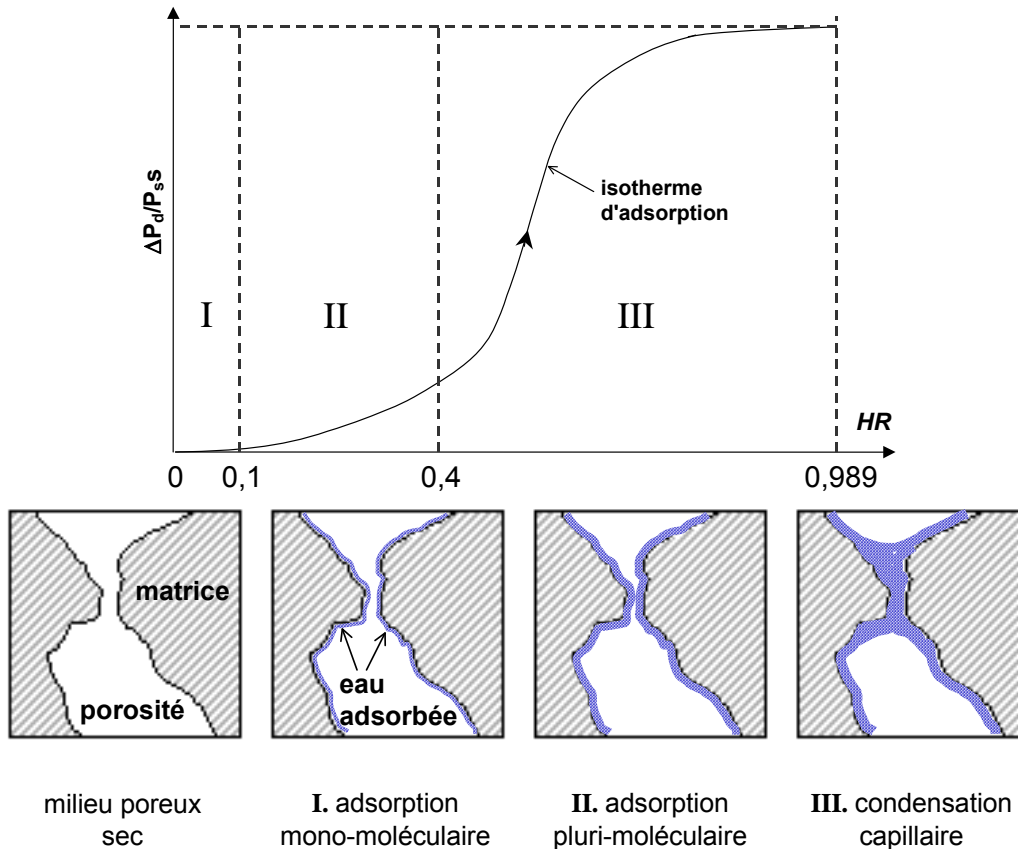 ΔPd/Pss
isotherme
d'adsorption
I
II
III
HR
0
0,1
0,4
0,989
matrice
porosité
eau
adsorbée
milieu poreux
sec
I. adsorption
mono-moléculaire
II. adsorption
pluri-moléculaire
III. condensation
capillaire